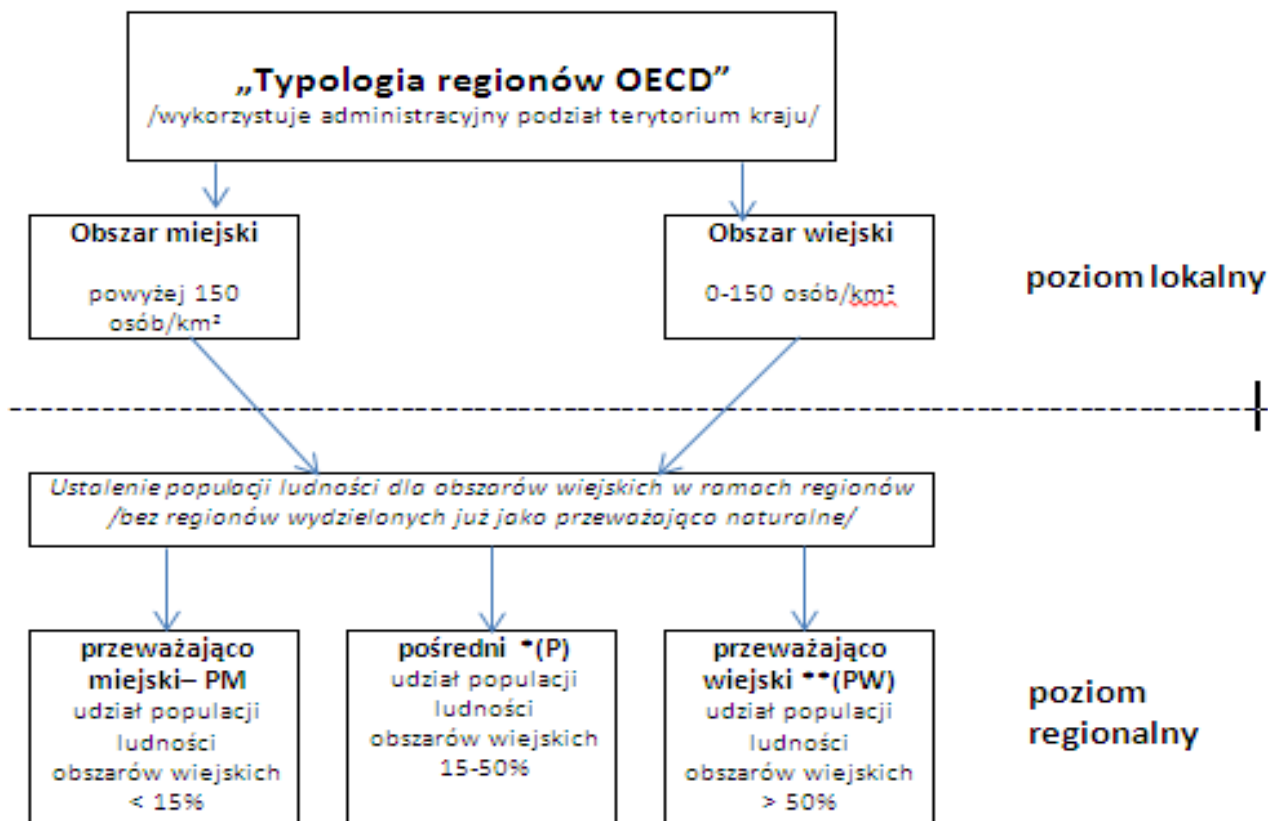 „Typologia regionów OECD”
/wykorzystuje administracyjny podział terytorium kraju/
Obszar miejski
powyżej 150
osób/km²
Obszar wiejski
0-150 osób/km²
poziom lokalny
Ustalenie populacji ludności dla obszarów wiejskich w ramach regionów
/bez regionów wydzielonych już jako przeważająco naturalne/
przeważająco
miejski– PM
udział populacji
ludności
obszarów wiejskich
< 15%
pośredni *(P)
udział populacji
ludności
obszarów wiejskich
15-50%
przeważająco
wiejski **(PW)
udział populacji
ludności
obszarów wiejskich
> 50%
poziom
regionalny